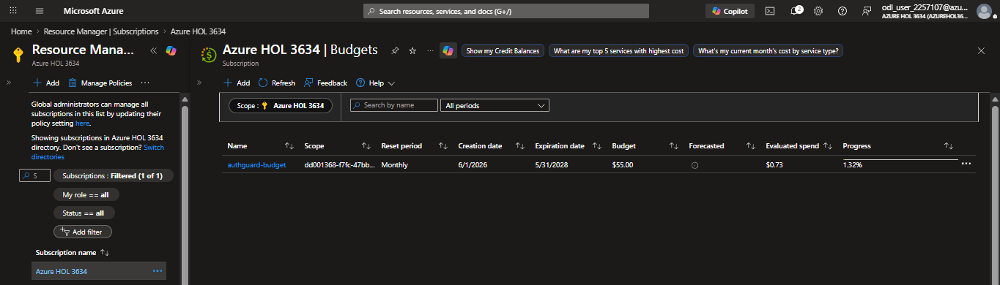 Microsoft Azure
Search resources, services, and docs (G+/)
Copilot
2
odl_user_2257107@azu...
AZURE HOL 3634 (AZUREHOL36...
Home > Resource Manager | Subscriptions > Azure HOL 3634
Resource Mana...
Azure HOL 3634
Add
Manage Policies
Global administrators can manage all
subscriptions in this list by updating their
policy setting here.
Showing subscriptions in Azure HOL 3634
directory. Don't see a subscription? Switch
directories
S
Subscriptions : Filtered (1 of 1)
My role == all
Status == all
Add filter
Subscription name
Azure HOL 3634
Azure HOL 3634 | Budgets
Subscription
Show my Credit Balances
What are my top 5 services with highest cost
What's my current month's cost by service type?
Add
Refresh
Feedback
Help
Scope : Azure HOL 3634
Search by name
All periods
Name Scope Reset period Creation date Expiration date Budget Forecasted Evaluated spend Progress
authguard-budget dd001368-f7fc-47bb... Monthly 6/1/2026 5/31/2028 $55.00 $0.73 1.32%